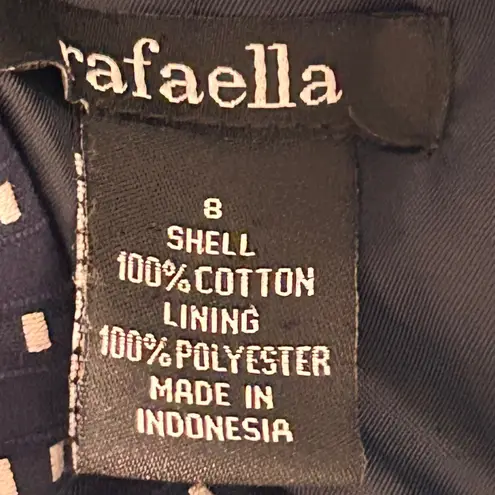 rafaella
8
SHELL
100% COTTON
LINING
100% POLYESTER
MADE IN
INDONESIA